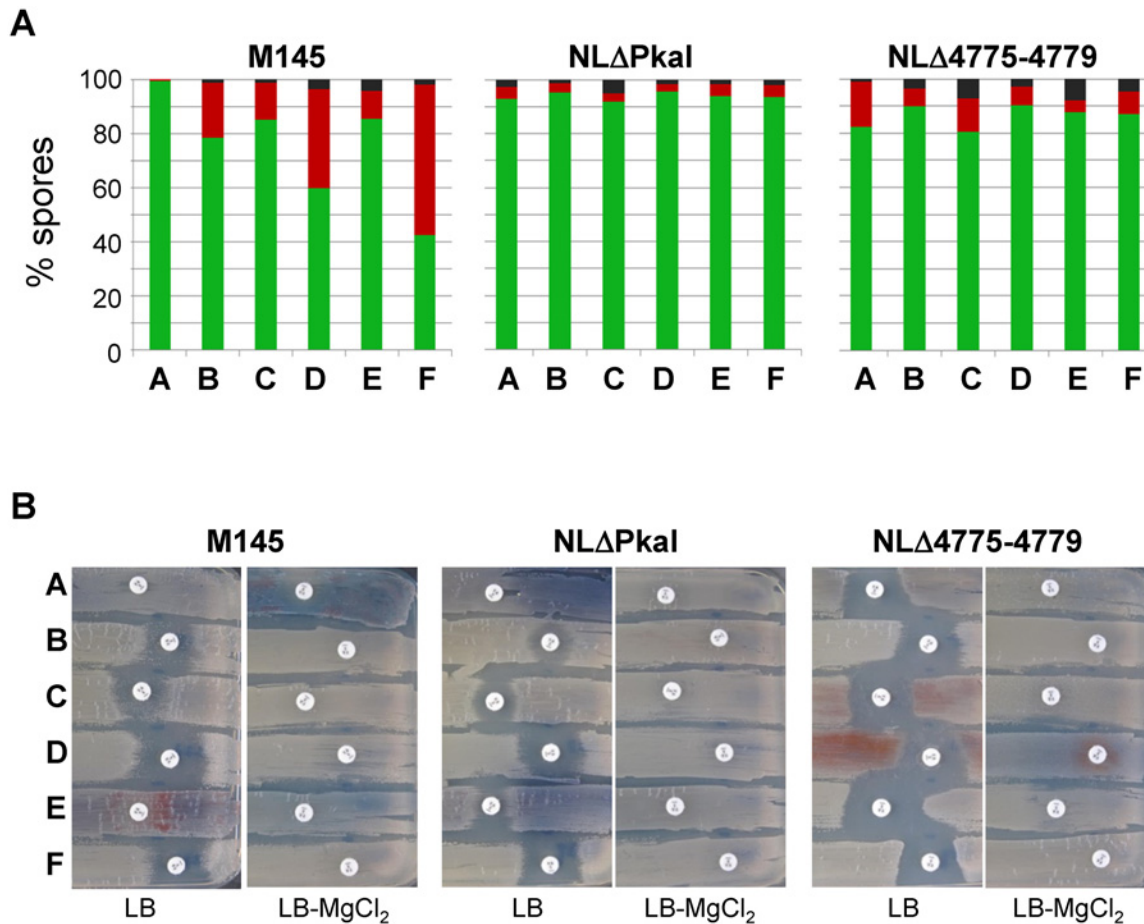 A
M145
NLΔPkaI
NLΔ4775-4779
% spores
100
80
60
40
20
0
A B C D E F
A B C D E F
A B C D E F
B
M145
NLΔPkaI
NLΔ4775-4779
A
B
C
D
E
F
LB
LB-MgCl₂
LB
LB-MgCl₂
LB
LB-MgCl₂